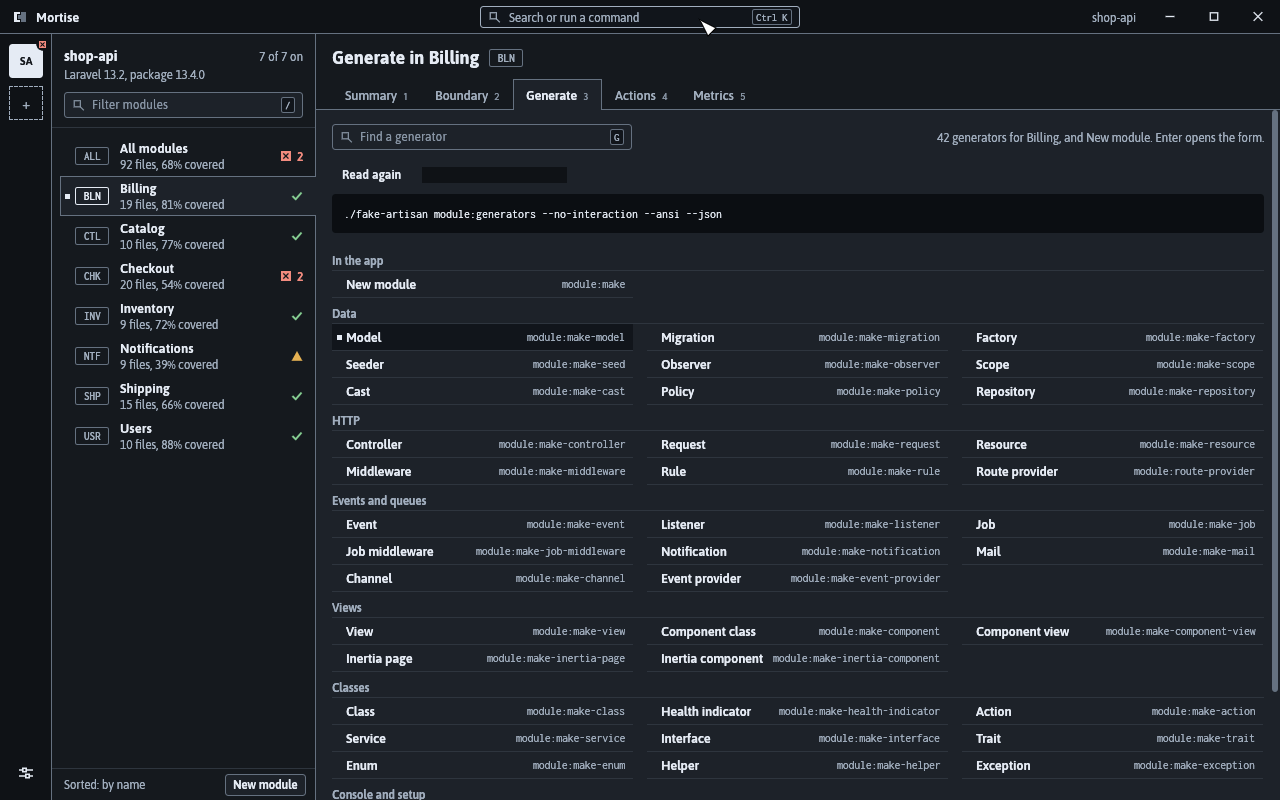 Mortise
Search or run a command
Ctrl K
shop-api
SA
+
shop-api
7 of 7 on
Laravel 13.2, package 13.4.0
Filter modules
/
ALL
All modules
92 files, 68% covered
2
BLN
Billing
19 files, 81% covered
CTL
Catalog
10 files, 77% covered
CHK
Checkout
20 files, 54% covered
2
INV
Inventory
9 files, 72% covered
NTF
Notifications
9 files, 39% covered
SHP
Shipping
15 files, 66% covered
USR
Users
10 files, 88% covered
Sorted: by name
New module
Generate in Billing
BLN
Summary 1
Boundary 2
Generate 3
Actions 4
Metrics 5
Find a generator
G
42 generators for Billing, and New module. Enter opens the form.
Read again
./fake-artisan module:generators --no-interaction --ansi --json
In the app
New module module:make
Data
Model module:make-model
Migration module:make-migration
Factory module:make-factory
Seeder module:make-seed
Observer module:make-observer
Scope module:make-scope
Cast module:make-cast
Policy module:make-policy
Repository module:make-repository
HTTP
Controller module:make-controller
Request module:make-request
Resource module:make-resource
Middleware module:make-middleware
Rule module:make-rule
Route provider module:route-provider
Events and queues
Event module:make-event
Listener module:make-listener
Job module:make-job
Job middleware module:make-job-middleware
Notification module:make-notification
Mail module:make-mail
Channel module:make-channel
Event provider module:make-event-provider
Views
View module:make-view
Component class module:make-component
Component view module:make-component-view
Inertia page module:make-inertia-page
Inertia component module:make-inertia-component
Classes
Class module:make-class
Health indicator module:make-health-indicator
Action module:make-action
Service module:make-service
Interface module:make-interface
Trait module:make-trait
Enum module:make-enum
Helper module:make-helper
Exception module:make-exception
Console and setup